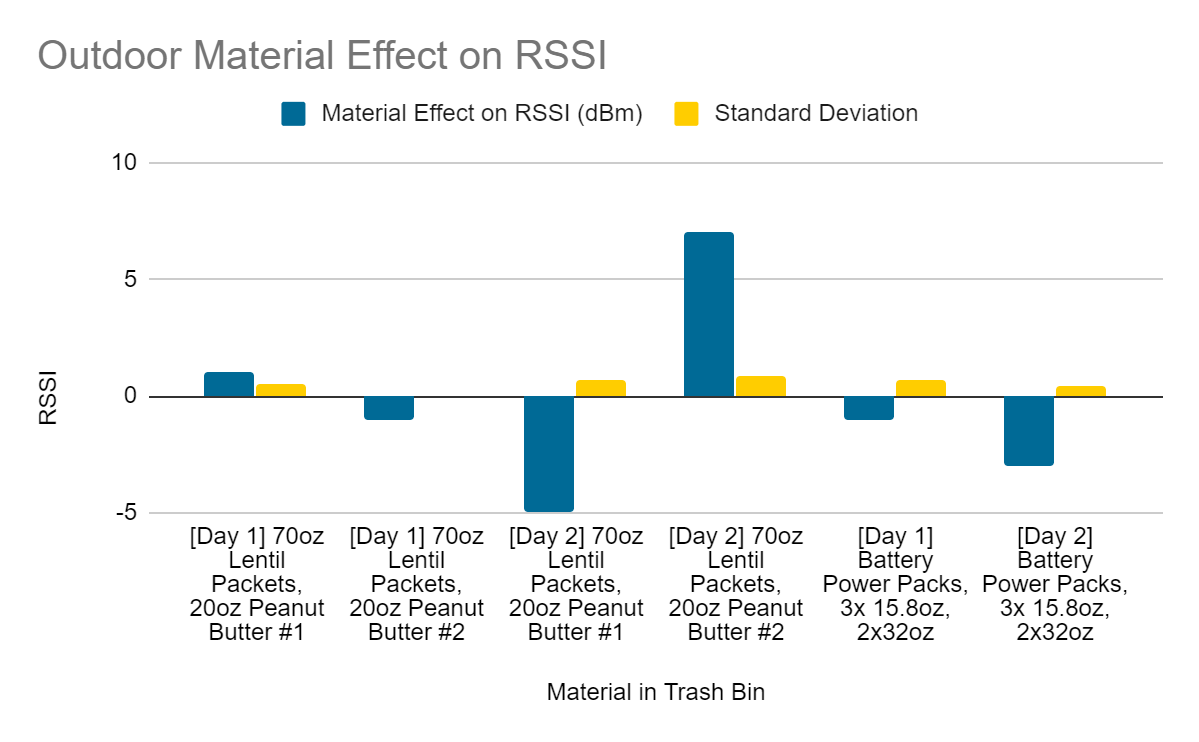 Outdoor Material Effect on RSSI
Material Effect on RSSI (dBm)
Standard Deviation
10
5
0
-5
RSSI
[Day 1] 70oz
Lentil
Packets,
20oz Peanut
Butter #1
[Day 1] 70oz
Lentil
Packets,
20oz Peanut
Butter #2
[Day 2] 70oz
Lentil
Packets,
20oz Peanut
Butter #1
[Day 2] 70oz
Lentil
Packets,
20oz Peanut
Butter #2
[Day 1]
Battery
Power Packs,
3x 15.8oz,
2x32oz
[Day 2]
Battery
Power Packs,
3x 15.8oz,
2x32oz
Material in Trash Bin